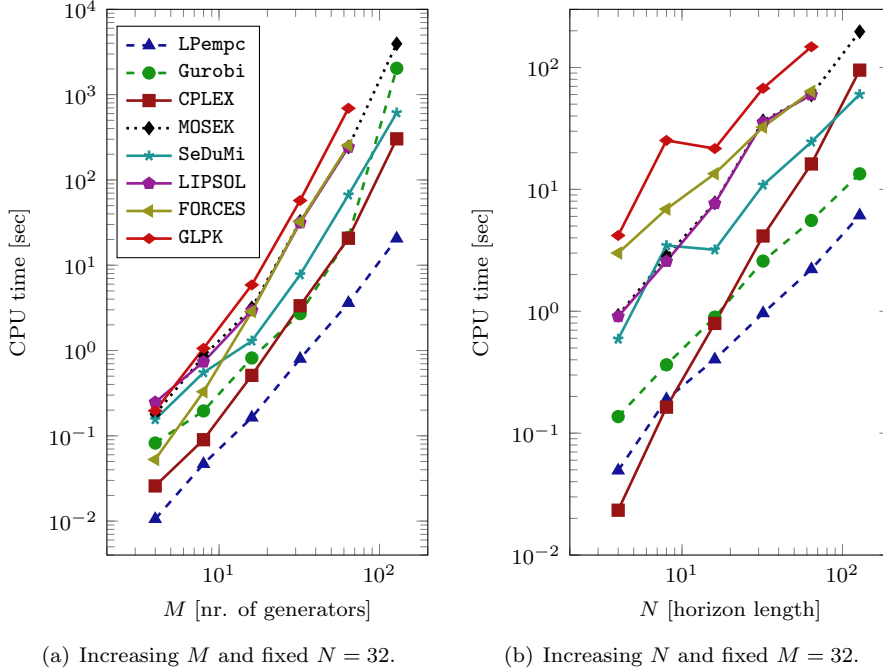 10^4
10^3
10^2
10^1
10^0
10^{-1}
10^{-2}
CPU time [sec]
LPempc
Gurobi
CPLEX
MOSEK
SeDuMi
LIPSOL
FORCES
GLPK
10^1
10^2
M [nr. of generators]
(a) Increasing M and fixed N = 32.
10^2
10^1
10^0
10^{-1}
10^{-2}
CPU time [sec]
10^1
10^2
N [horizon length]
(b) Increasing N and fixed M = 32.